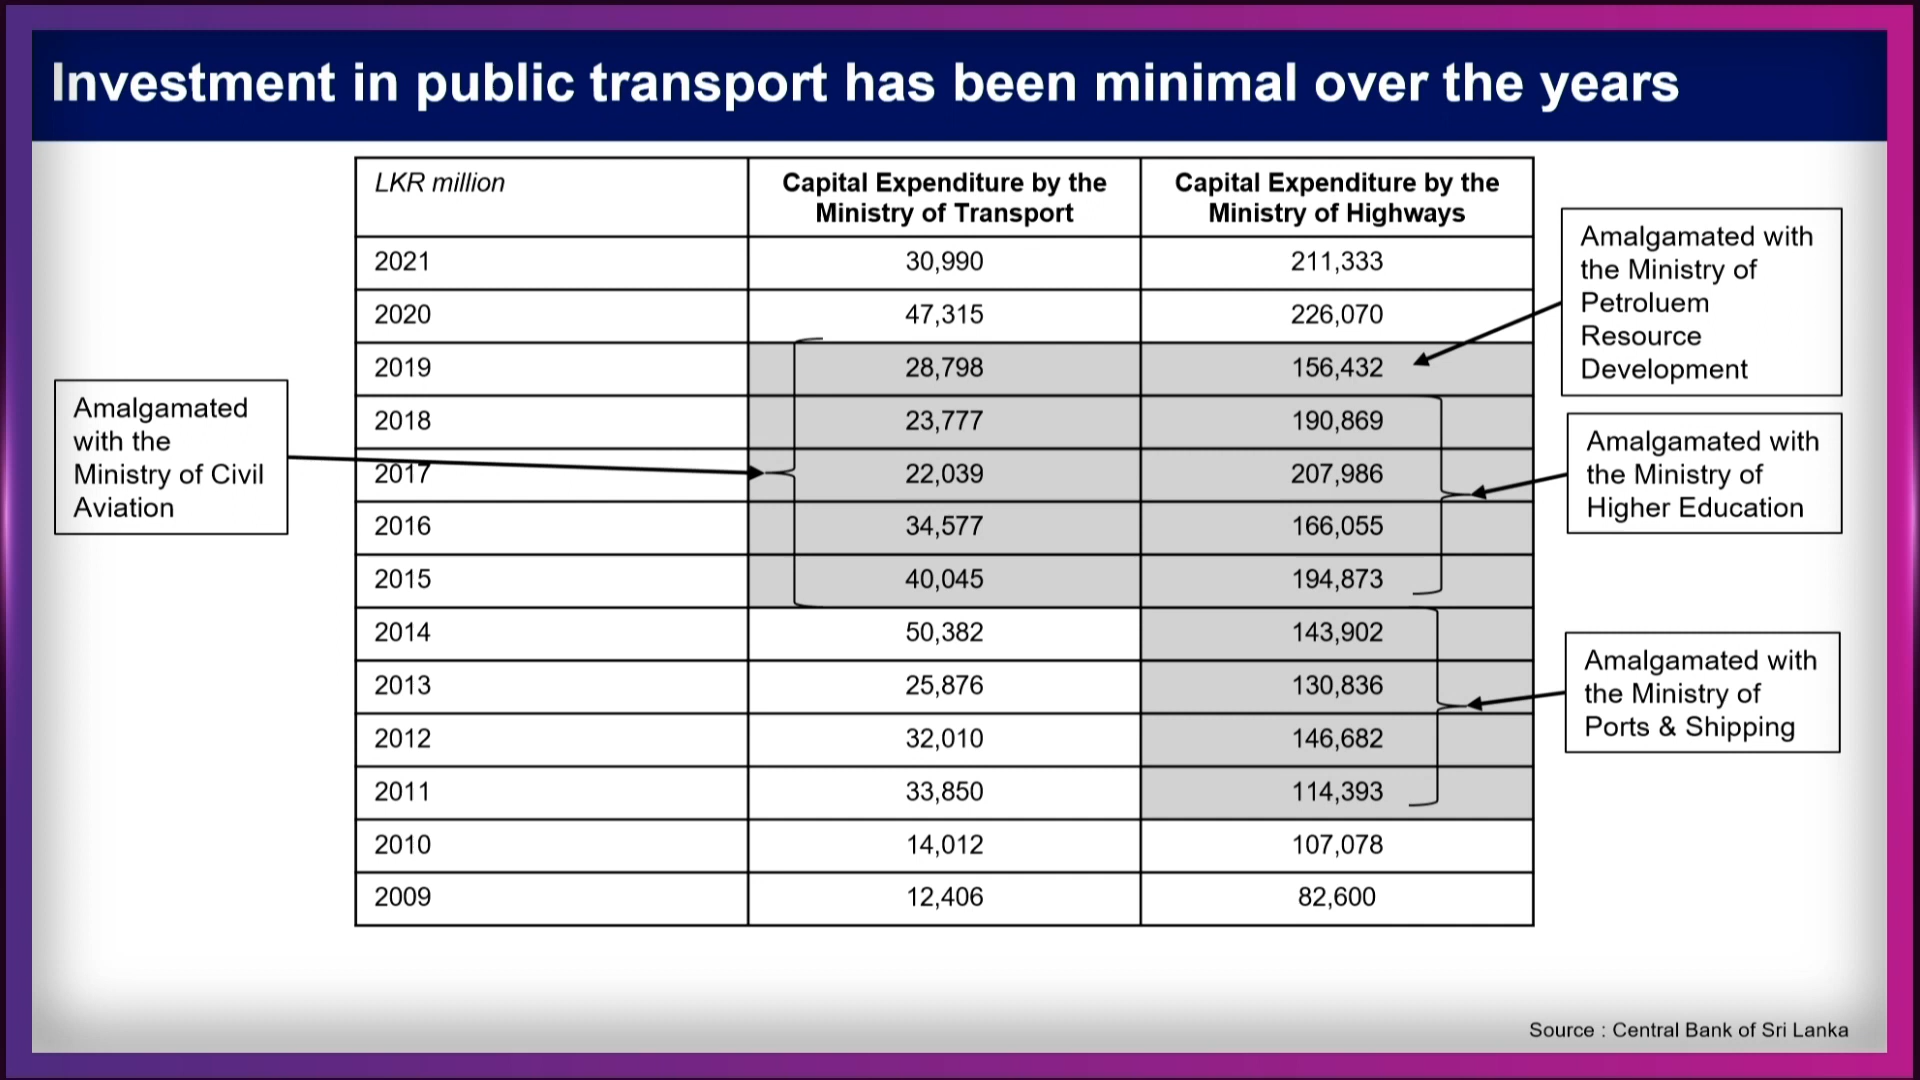 Investment in public transport has been minimal over the years
LKR million
Capital Expenditure by the
Ministry of Transport
Capital Expenditure by the
Ministry of Highways
2021 30,990 211,333
2020 47,315 226,070
2019 28,798 156,432
2018 23,777 190,869
2017 22,039 207,986
2016 34,577 166,055
2015 40,045 194,873
2014 50,382 143,902
2013 25,876 130,836
2012 32,010 146,682
2011 33,850 114,393
2010 14,012 107,078
2009 12,406 82,600
Amalgamated
with the
Ministry of Civil
Aviation
Amalgamated with
the Ministry of
Petroluem
Resource
Development
Amalgamated with
the Ministry of
Higher Education
Amalgamated with
the Ministry of
Ports & Shipping
Source : Central Bank of Sri Lanka